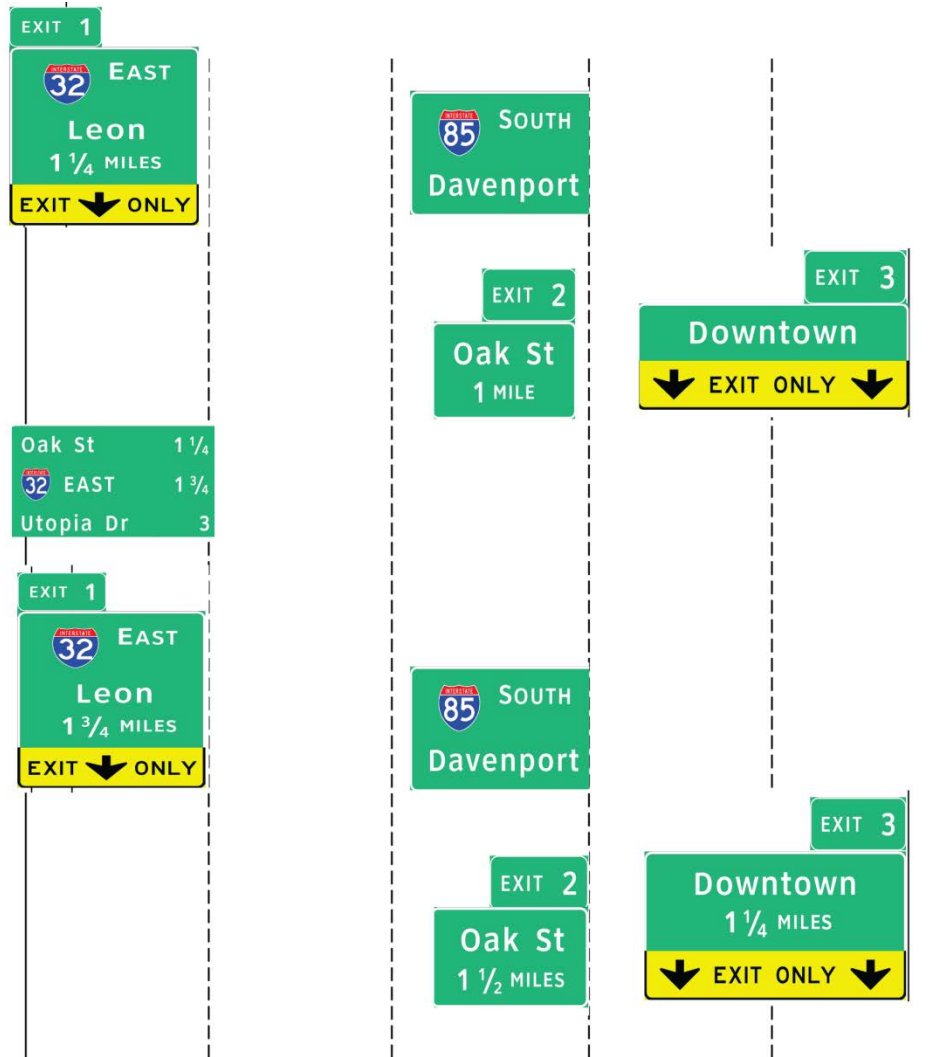 EXIT 1
INTERSTATE
32 EAST
Leon
1 1/4 MILES
EXIT ONLY
INTERSTATE
85 SOUTH
Davenport
EXIT 2
Oak St
1 MILE
EXIT 3
Downtown
EXIT ONLY
Oak St 1 1/4
INTERSTATE
32 EAST 1 3/4
Utopia Dr 3
EXIT 1
INTERSTATE
32 EAST
Leon
1 3/4 MILES
EXIT ONLY
INTERSTATE
85 SOUTH
Davenport
EXIT 2
Oak St
1 1/2 MILES
EXIT 3
Downtown
1 1/4 MILES
EXIT ONLY